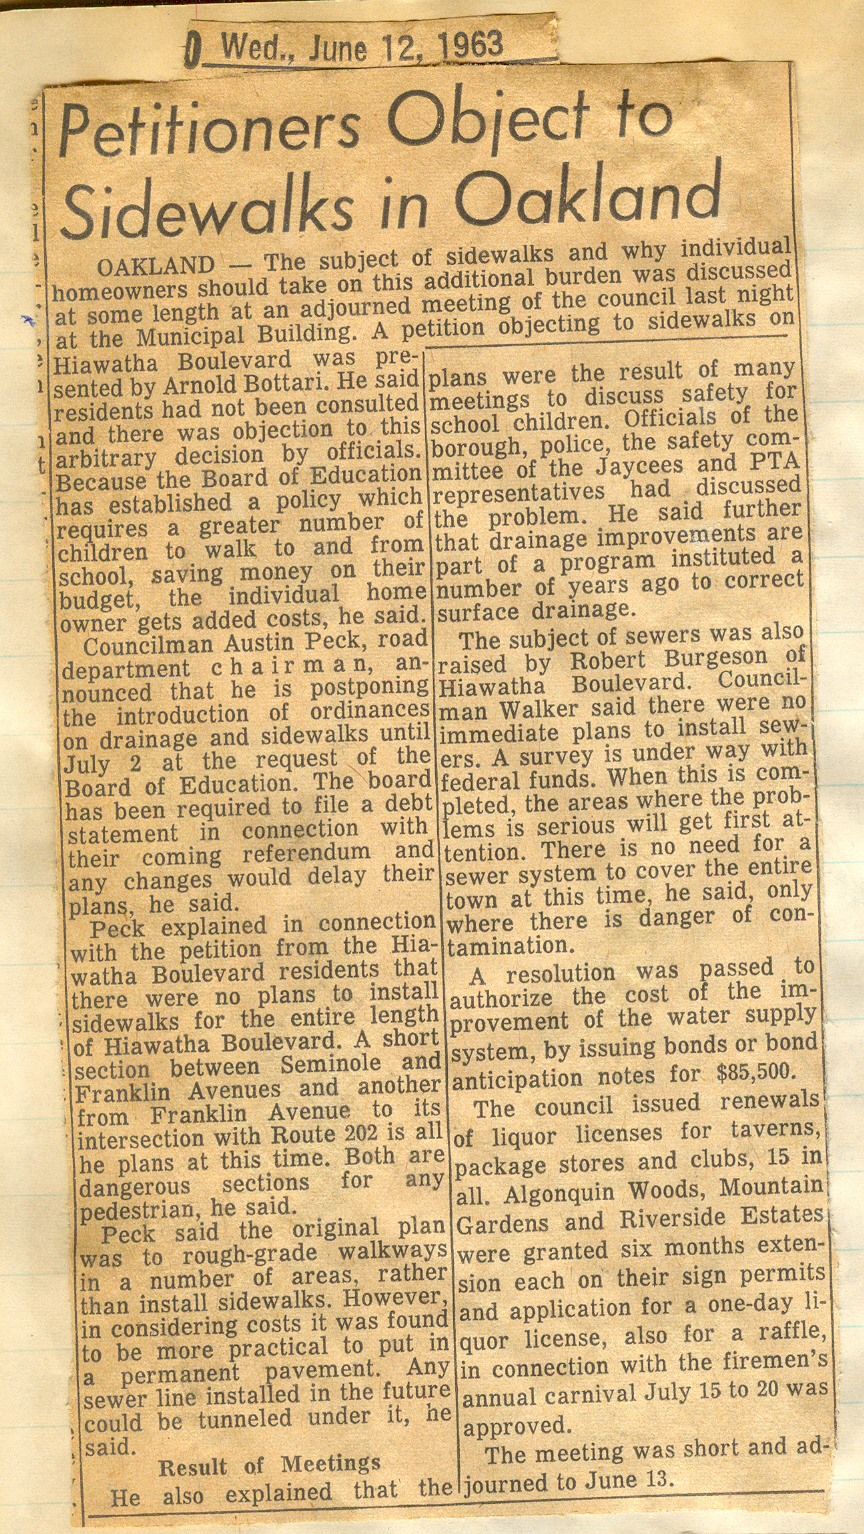 Wed., June 12, 1963
Petitioners Object to
Sidewalks in Oakland
OAKLAND — The subject of sidewalks and why individual
homeowners should take on this additional burden was discussed
at some length at an adjourned meeting of the council last night
at the Municipal Building. A petition objecting to sidewalks on
Hiawatha Boulevard was pre-
sented by Arnold Bottari. He said
residents had not been consulted
and there was objection to this
arbitrary decision by officials.
Because the Board of Education
has established a policy which
requires a greater number of
children to walk to and from
school, saving money on their
budget, the individual home
owner gets added costs, he said.
Councilman Austin Peck, road
department chairman, an-
nounced that he is postponing
the introduction of ordinances
on drainage and sidewalks until
July 2 at the request of the
Board of Education. The board
has been required to file a debt
statement in connection with
their coming referendum and
any changes would delay their
plans, he said.
Peck explained in connection
with the petition from the Hia-
watha Boulevard residents that
there were no plans to install
sidewalks for the entire length
of Hiawatha Boulevard. A short
section between Seminole and
Franklin Avenues and another
from Franklin Avenue to its
intersection with Route 202 is all
he plans at this time. Both are
dangerous sections for any
pedestrian, he said.
Peck said the original plan
was to rough-grade walkways
in a number of areas, rather
than install sidewalks. However,
in considering costs it was found
to be more practical to put in
a permanent pavement. Any
sewer line installed in the future
could be tunneled under it, he
said.
Result of Meetings
He also explained that the
plans were the result of many
meetings to discuss safety for
school children. Officials of the
borough, police, the safety com-
mittee of the Jaycees and PTA
representatives had discussed
the problem. He said further
that drainage improvements are
part of a program instituted a
number of years ago to correct
surface drainage.
The subject of sewers was also
raised by Robert Burgeson of
Hiawatha Boulevard. Council-
man Walker said there were no
immediate plans to install sew-
ers. A survey is under way with
federal funds. When this is com-
pleted, the areas where the prob-
lems is serious will get first at-
tention. There is no need for a
sewer system to cover the entire
town at this time, he said, only
where there is danger of con-
tamination.
A resolution was passed to
authorize the cost of the im-
provement of the water supply
system, by issuing bonds or bond
anticipation notes for $85,500.
The council issued renewals
of liquor licenses for taverns,
package stores and clubs, 15 in
all. Algonquin Woods, Mountain
Gardens and Riverside Estates
were granted six months exten-
sion each on their sign permits
and application for a one-day li-
quor license, also for a raffle,
in connection with the firemen's
annual carnival July 15 to 20 was
approved.
The meeting was short and ad-
journed to June 13.